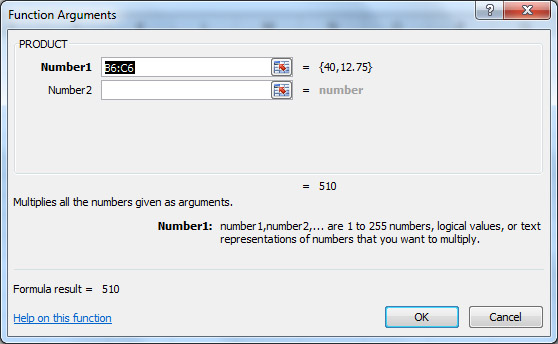 Function Arguments
PRODUCT
Number1 B6:C6 = {40,12.75}
Number2 = number
= 510
Multiplies all the numbers given as arguments.
Number1: number1,number2,... are 1 to 255 numbers, logical values, or text
representations of numbers that you want to multiply.
Formula result = 510
Help on this function OK Cancel